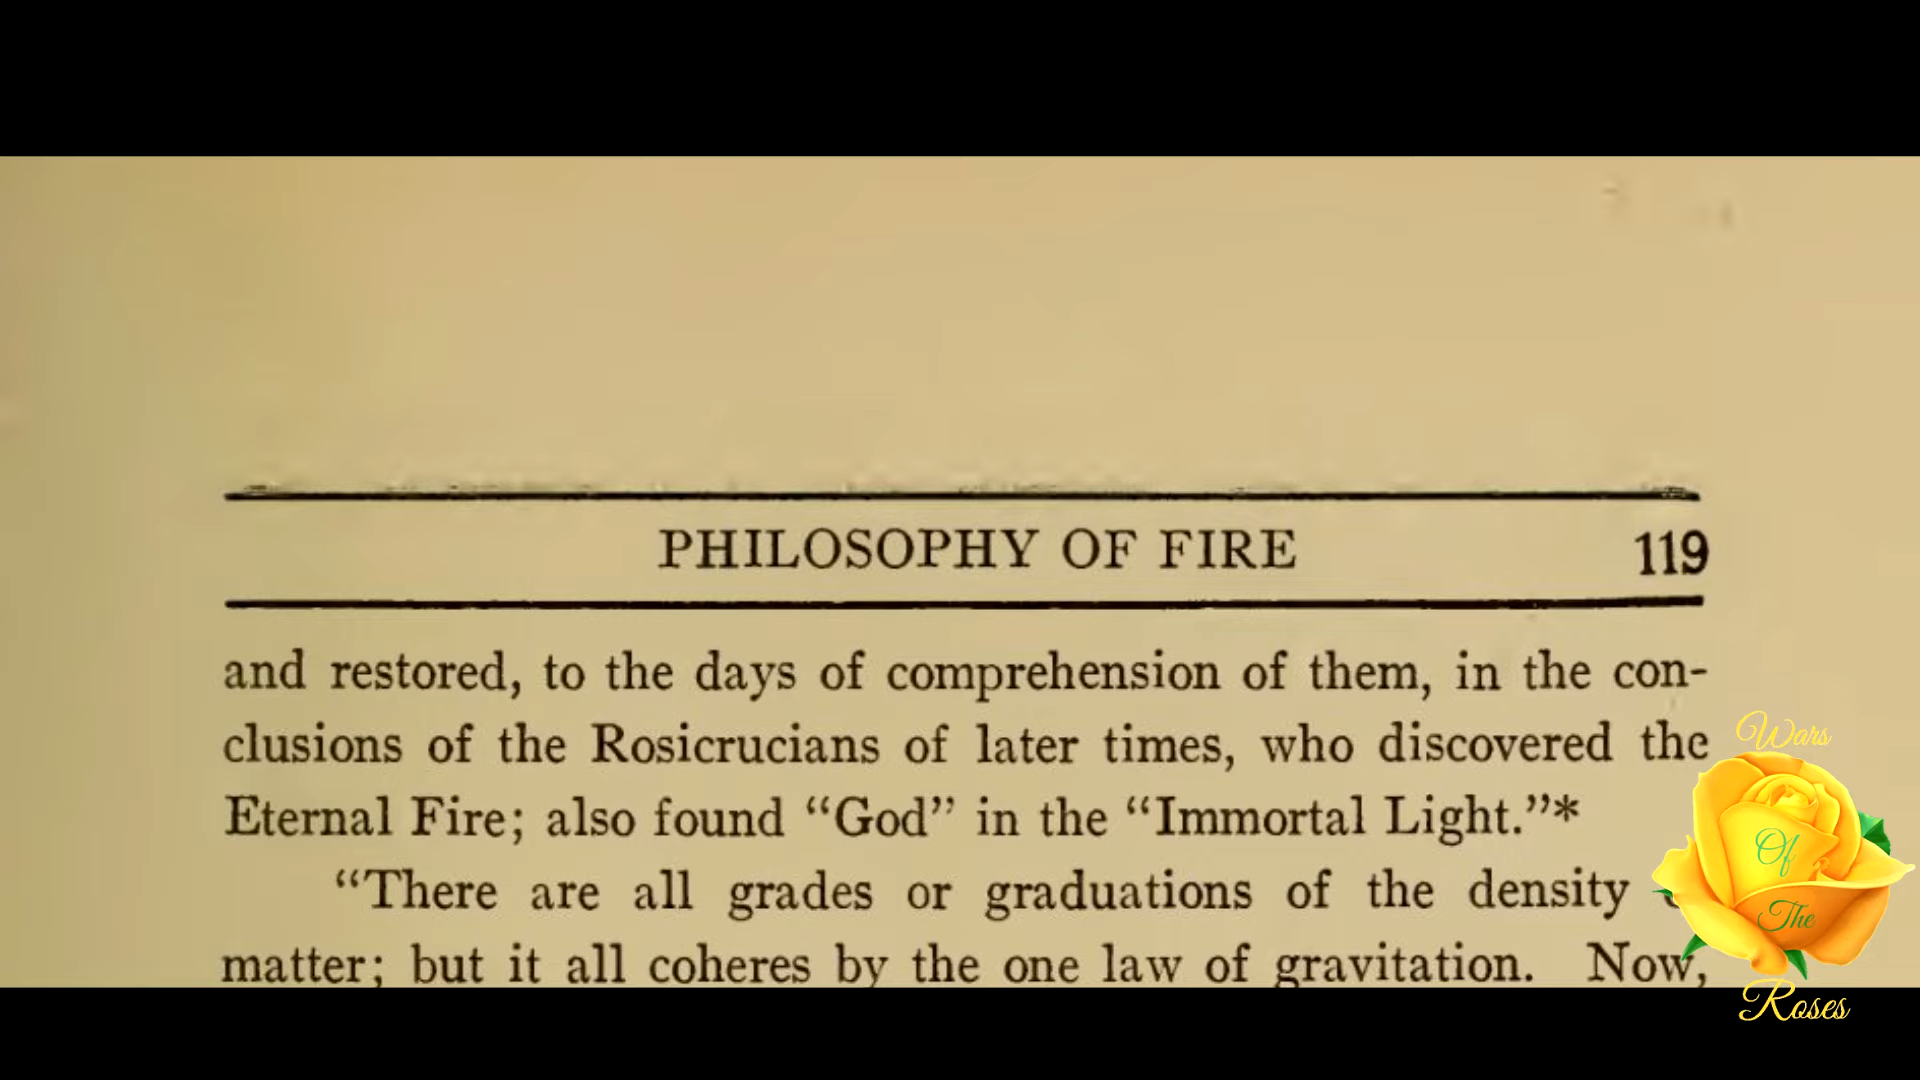 PHILOSOPHY OF FIRE 119
and restored, to the days of comprehension of them, in the con-
clusions of the Rosicrucians of later times, who discovered the
Eternal Fire; also found “God” in the “Immortal Light.”*
“There are all grades or graduations of the density
matter; but it all coheres by the one law of gravitation. Now,
Wars
Of
The
Roses